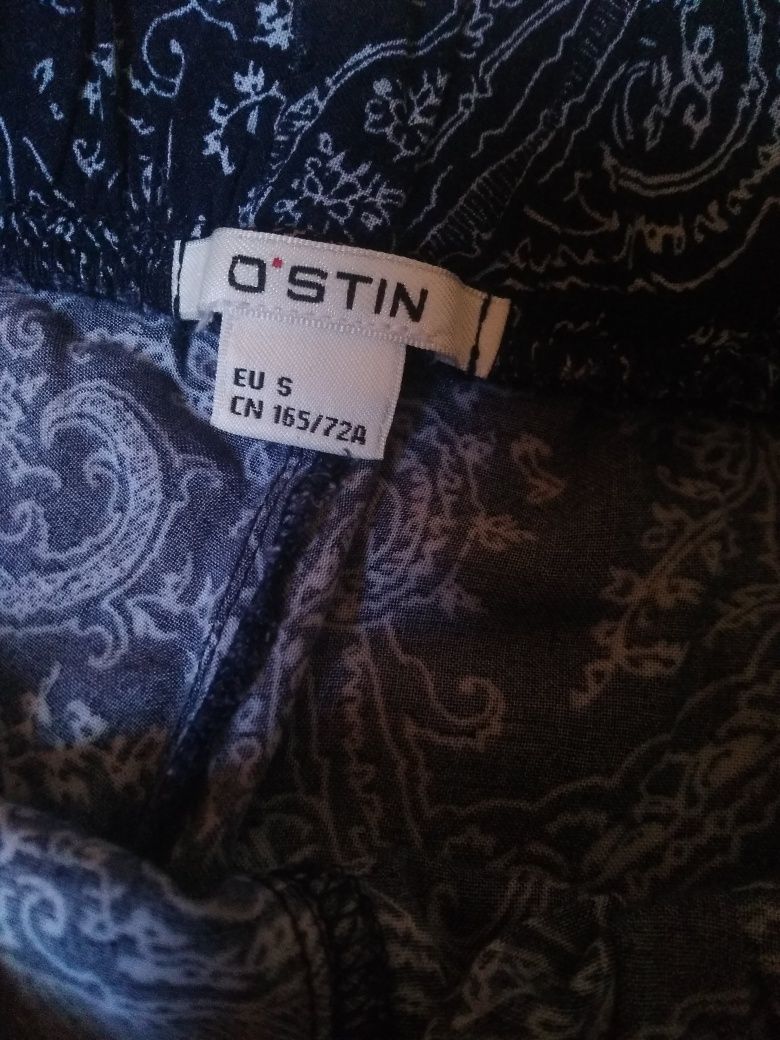 O'STIN
EU S
CN 165/72A